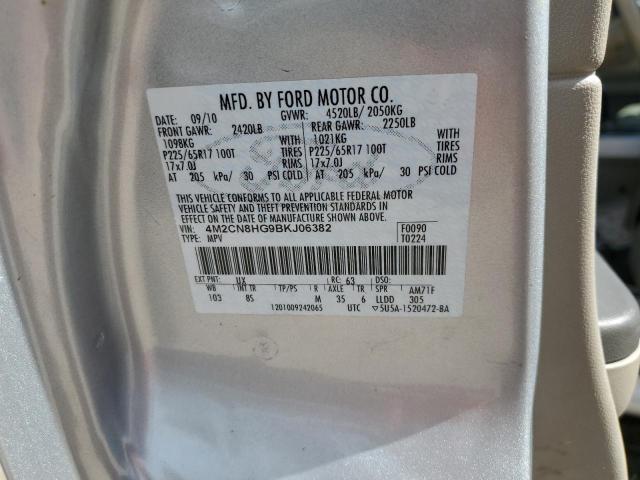 MFD. BY FORD MOTOR CO.
DATE: 09/10 GVWR: 4520LB/ 2050KG
FRONT GAWR: 2420LB REAR GAWR: 2250LB
1098KG WITH 1021KG WITH
P225/65R17 100T TIRES P225/65R17 100T TIRES
17x7.0J RIMS 17x7.0J RIMS
AT 205 kPa/ 30 PSI COLD AT 205 kPa/ 30 PSI COLD
THIS VEHICLE CONFORMS TO ALL APPLICABLE FEDERAL MOTOR
VEHICLE SAFETY AND THEFT PREVENTION STANDARDS IN
EFFECT ON THE DATE OF MANUFACTURE SHOWN ABOVE.
VIN: 4M2CN8HG9BKJ06382 F0090
TYPE: MPV T0224
EXT PNT: UX RC: 63 DSO:
WB INT TR TP/PS R AXLE TR SPR AM71F
103 8S M 35 6 LLDD 305
1201009242065 UTC ▽5U5A-1520472-BA